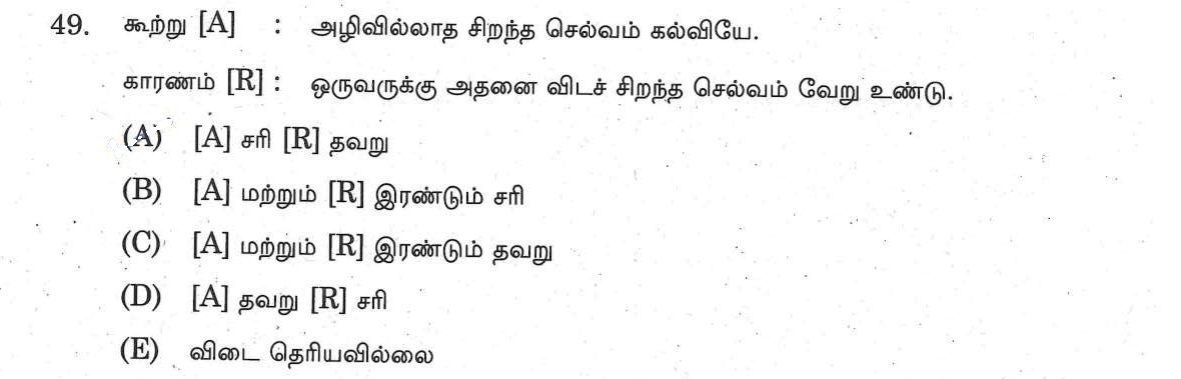 49. கூற்று [A] : அழிவில்லாத சிறந்த செல்வம் கல்வியே.
காரணம் [R] : ஒருவருக்கு அதனை விடச் சிறந்த செல்வம் வேறு உண்டு.
(A) [A] சரி [R] தவறு
(B) [A] மற்றும் [R] இரண்டும் சரி
(C) [A] மற்றும் [R] இரண்டும் தவறு
(D) [A] தவறு [R] சரி
(E) விடை தெரியவில்லை